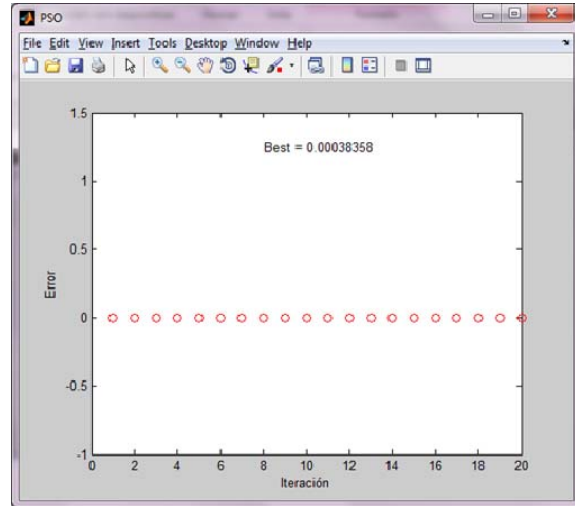 PSO
File Edit View Insert Tools Desktop Window Help
1.5
Best = 0.00038358
1
0.5
Error
0
-0.5
-1
0 2 4 6 8 10 12 14 16 18 20
Iteración